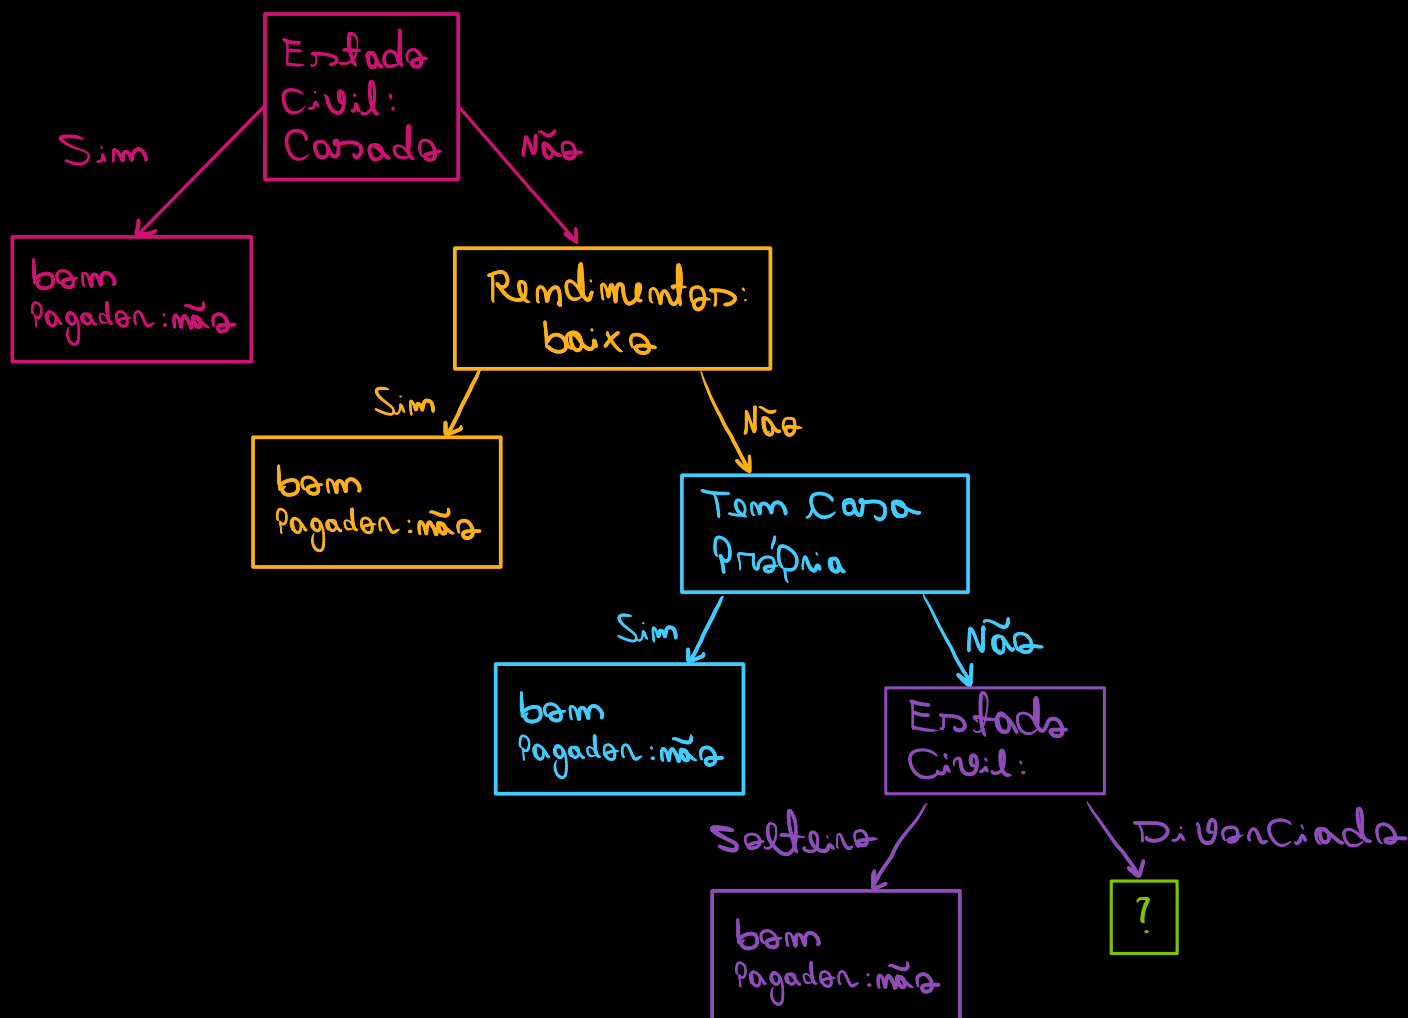 Estado
Civil:
Casado
Sim
Não
bom
Pagador: não
Rendimentos:
baixo
Sim
Não
bom
Pagador: não
Tem Casa
Própria
Sim
Não
bom
Pagador: não
Estado
Civil:
Solteiro
Divorciado
bom
Pagador: não
?